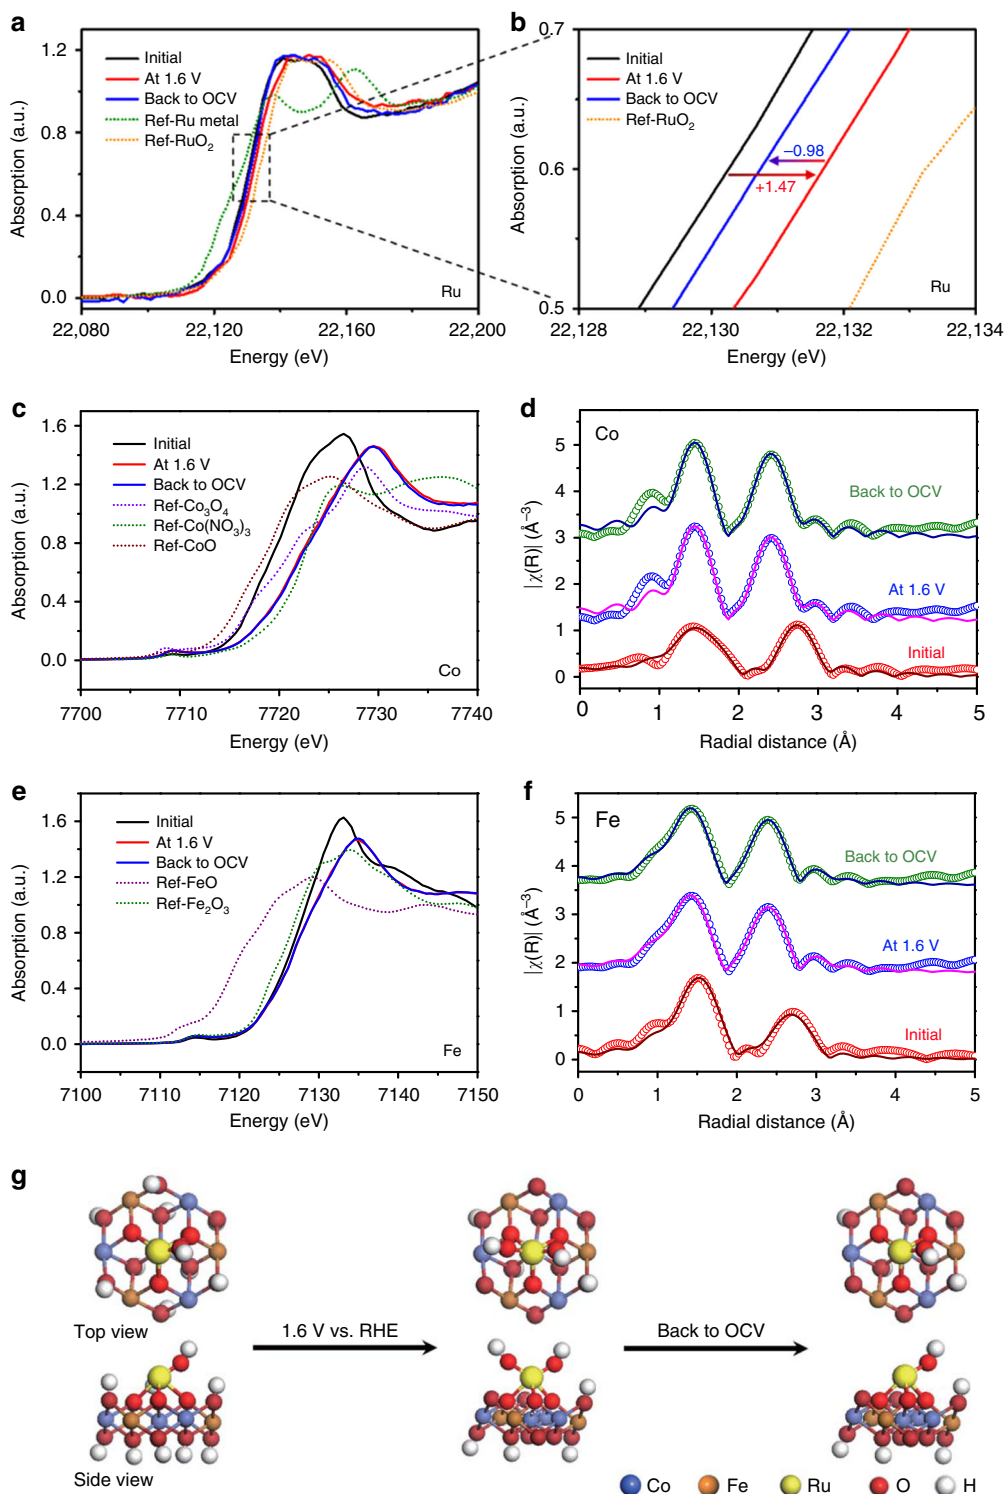 a
Absorption (a.u.)
1.2
0.8
0.4
0.0
Initial
At 1.6 V
Back to OCV
Ref-Ru metal
Ref-RuO₂
Ru
22,080 22,120 22,160 22,200
Energy (eV)
b
Absorption (a.u.)
0.7
0.6
0.5
Initial
At 1.6 V
Back to OCV
Ref-RuO₂
−0.98
+1.47
Ru
22,128 22,130 22,132 22,134
Energy (eV)
c
Absorption (a.u.)
1.6
1.2
0.8
0.4
0.0
Initial
At 1.6 V
Back to OCV
Ref-Co₃O₄
Ref-Co(NO₃)₃
Ref-CoO
Co
7700 7710 7720 7730 7740
Energy (eV)
d
|χ(R)| (Å⁻³)
Co
5
4
3
2
1
0
Back to OCV
At 1.6 V
Initial
0 1 2 3 4 5
Radial distance (Å)
e
Absorption (a.u.)
1.6
1.2
0.8
0.4
0.0
Initial
At 1.6 V
Back to OCV
Ref-FeO
Ref-Fe₂O₃
Fe
7100 7110 7120 7130 7140 7150
Energy (eV)
f
|χ(R)| (Å⁻³)
Fe
5
4
3
2
1
0
Back to OCV
At 1.6 V
Initial
0 1 2 3 4 5
Radial distance (Å)
g
Top view
1.6 V vs. RHE
Back to OCV
Side view
Co Fe Ru O H